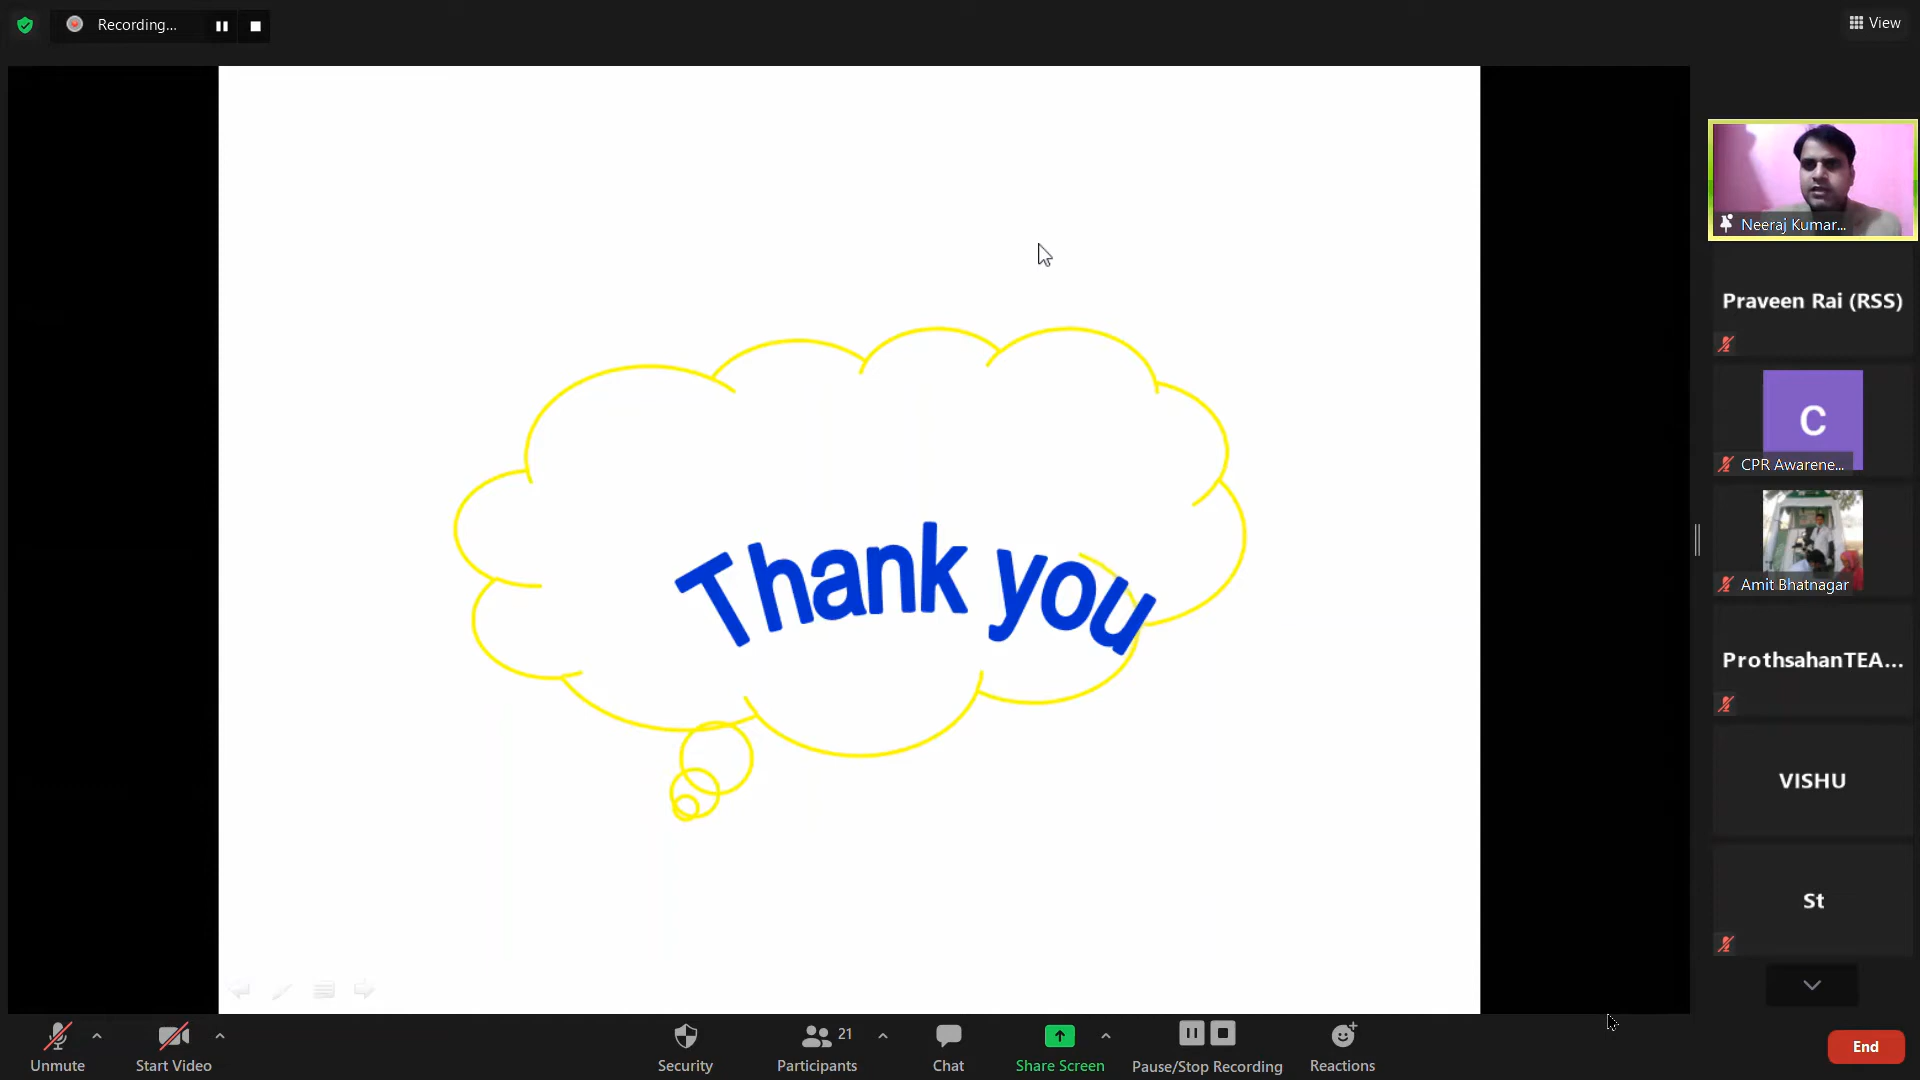 Recording...
View
Thank you
Neeraj Kumar...
Praveen Rai (RSS)
C
CPR Awarene...
Amit Bhatnagar
ProthsahanTEA...
VISHU
St
Unmute
Start Video
Security
21
Participants
Chat
Share Screen
Pause/Stop Recording
Reactions
End